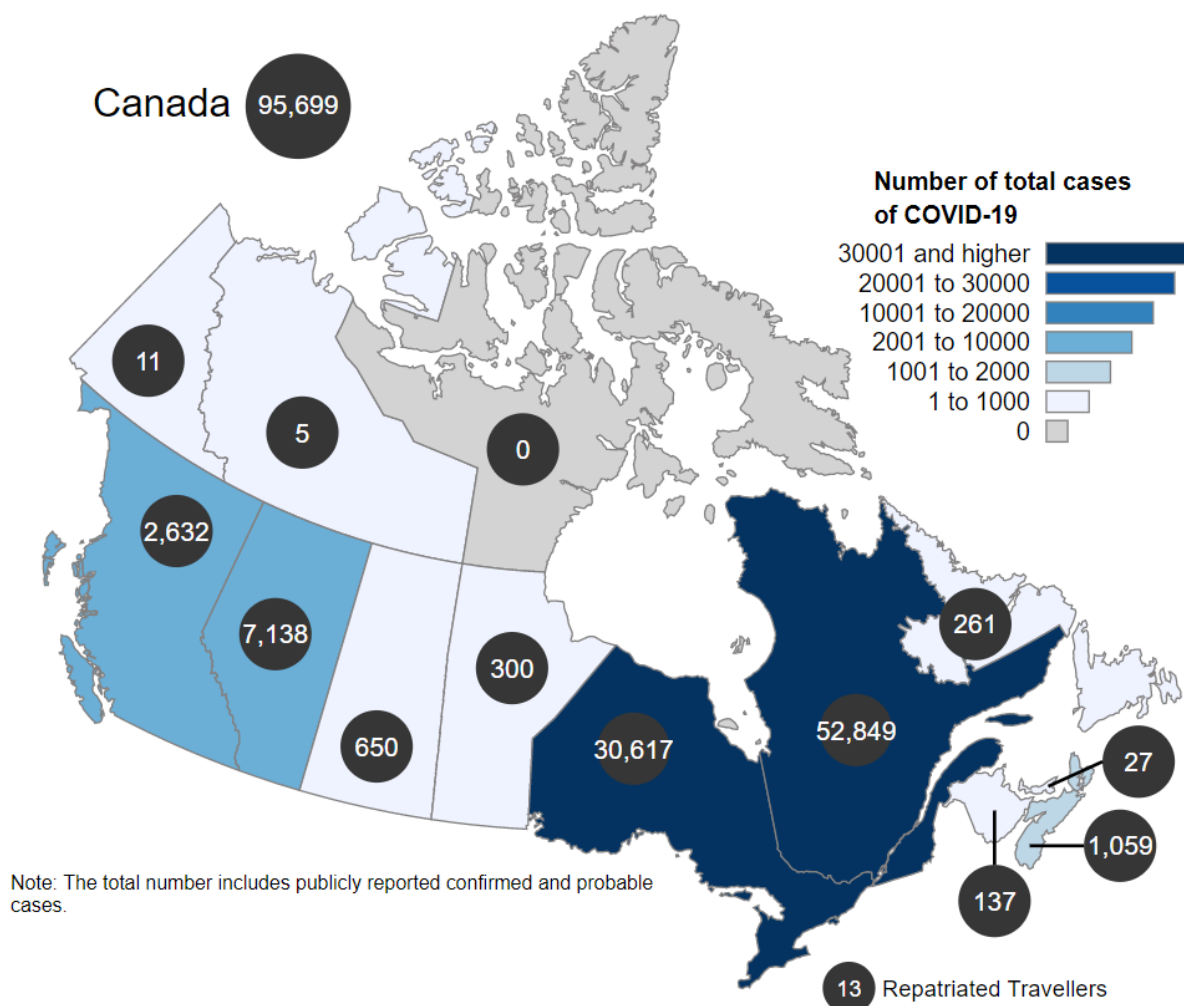 Canada 95,699
Number of total cases
of COVID-19
30001 and higher
20001 to 30000
10001 to 20000
2001 to 10000
1001 to 2000
1 to 1000
0
11
5
0
2,632
7,138
650
300
30,617
52,849
261
27
1,059
137
Note: The total number includes publicly reported confirmed and probable
cases.
13 Repatriated Travellers